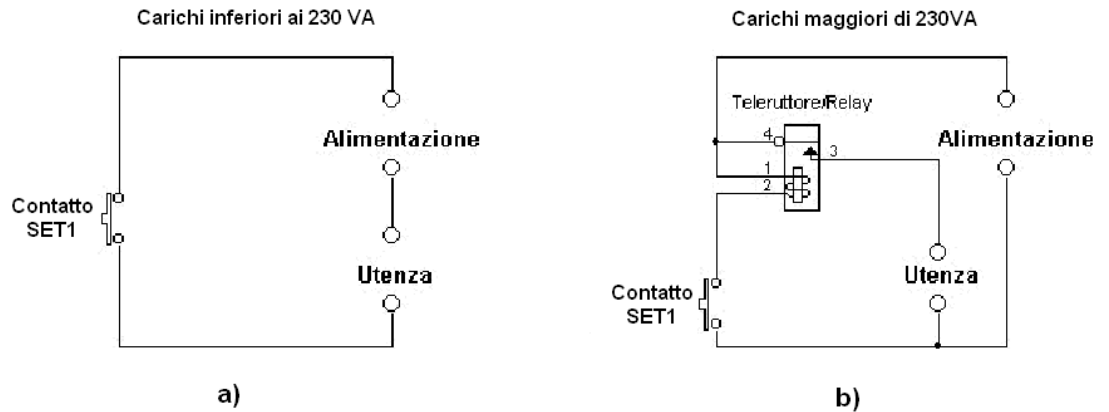 Carichi inferiori ai 230 VA
Alimentazione
Contatto
SET1
Utenza
a)
Carichi maggiori di 230VA
Teleruttore/Relay
4
3
Alimentazione
1
2
Utenza
Contatto
SET1
b)